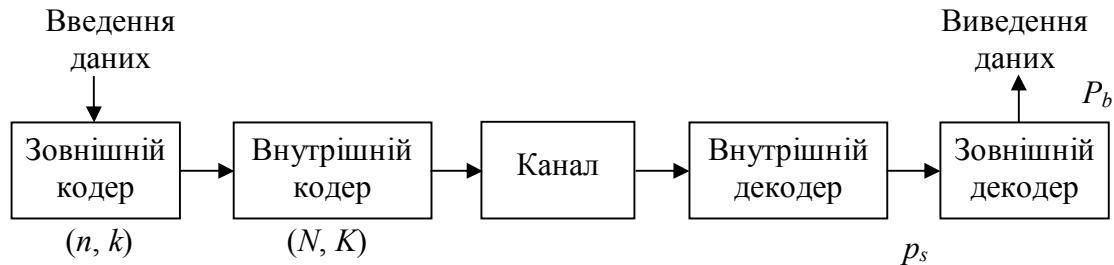 Введення
даних
Виведення
даних
P_b
Зовнішній
кодер
Внутрішній
кодер
Канал
Внутрішній
декодер
Зовнішній
декодер
(n, k)
(N, K)
p_s